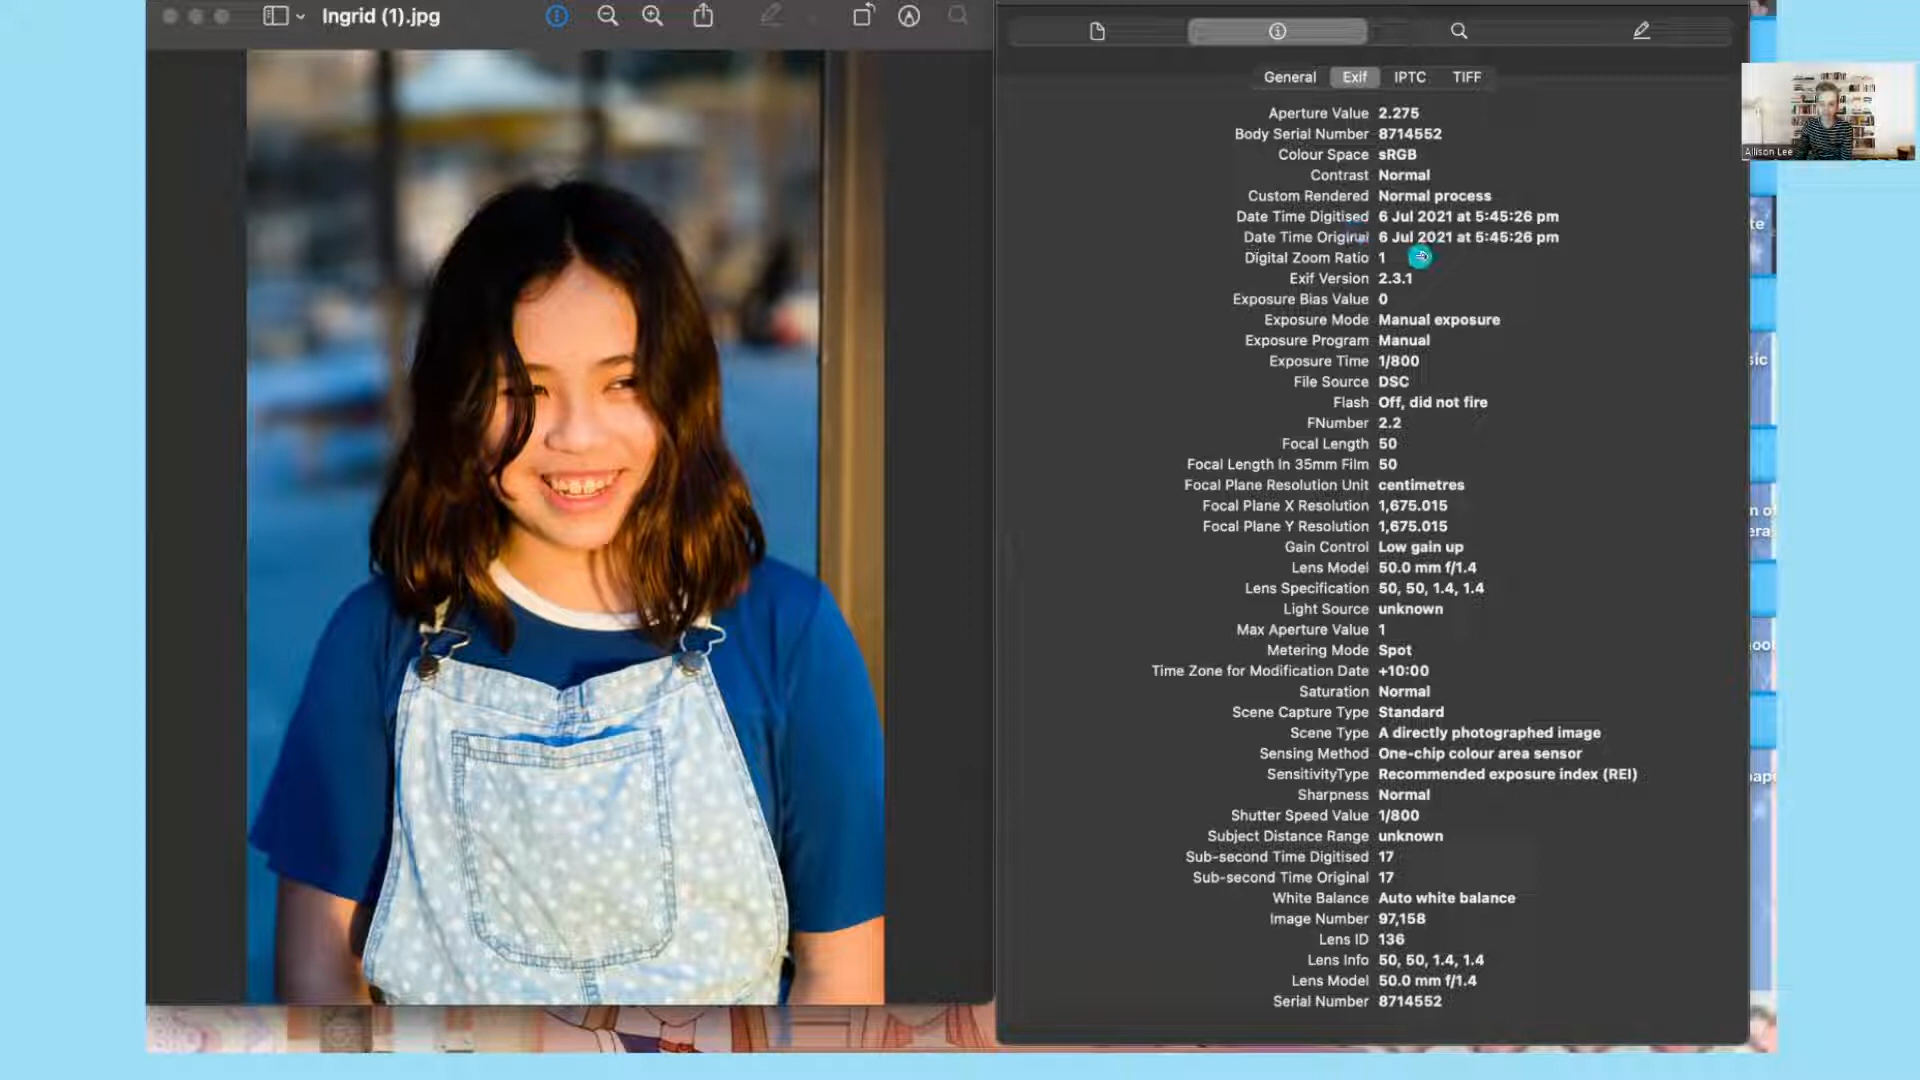 Ingrid (1).jpg
General Exif IPTC TIFF
Aperture Value 2.275
Body Serial Number 8714552
Colour Space sRGB
Contrast Normal
Custom Rendered Normal process
Date Time Digitised 6 Jul 2021 at 5:45:26 pm
Date Time Original 6 Jul 2021 at 5:45:26 pm
Digital Zoom Ratio 1
Exif Version 2.3.1
Exposure Bias Value 0
Exposure Mode Manual exposure
Exposure Program Manual
Exposure Time 1/800
File Source DSC
Flash Off, did not fire
FNumber 2.2
Focal Length 50
Focal Length In 35mm Film 50
Focal Plane Resolution Unit centimetres
Focal Plane X Resolution 1,675.015
Focal Plane Y Resolution 1,675.015
Gain Control Low gain up
Lens Model 50.0 mm f/1.4
Lens Specification 50, 50, 1.4, 1.4
Light Source unknown
Max Aperture Value 1
Metering Mode Spot
Time Zone for Modification Date +10:00
Saturation Normal
Scene Capture Type Standard
Scene Type A directly photographed image
Sensing Method One-chip colour area sensor
SensitivityType Recommended exposure index (REI)
Sharpness Normal
Shutter Speed Value 1/800
Subject Distance Range unknown
Sub-second Time Digitised 17
Sub-second Time Original 17
White Balance Auto white balance
Image Number 97,158
Lens ID 136
Lens Info 50, 50, 1.4, 1.4
Lens Model 50.0 mm f/1.4
Serial Number 8714552
Allison Lee